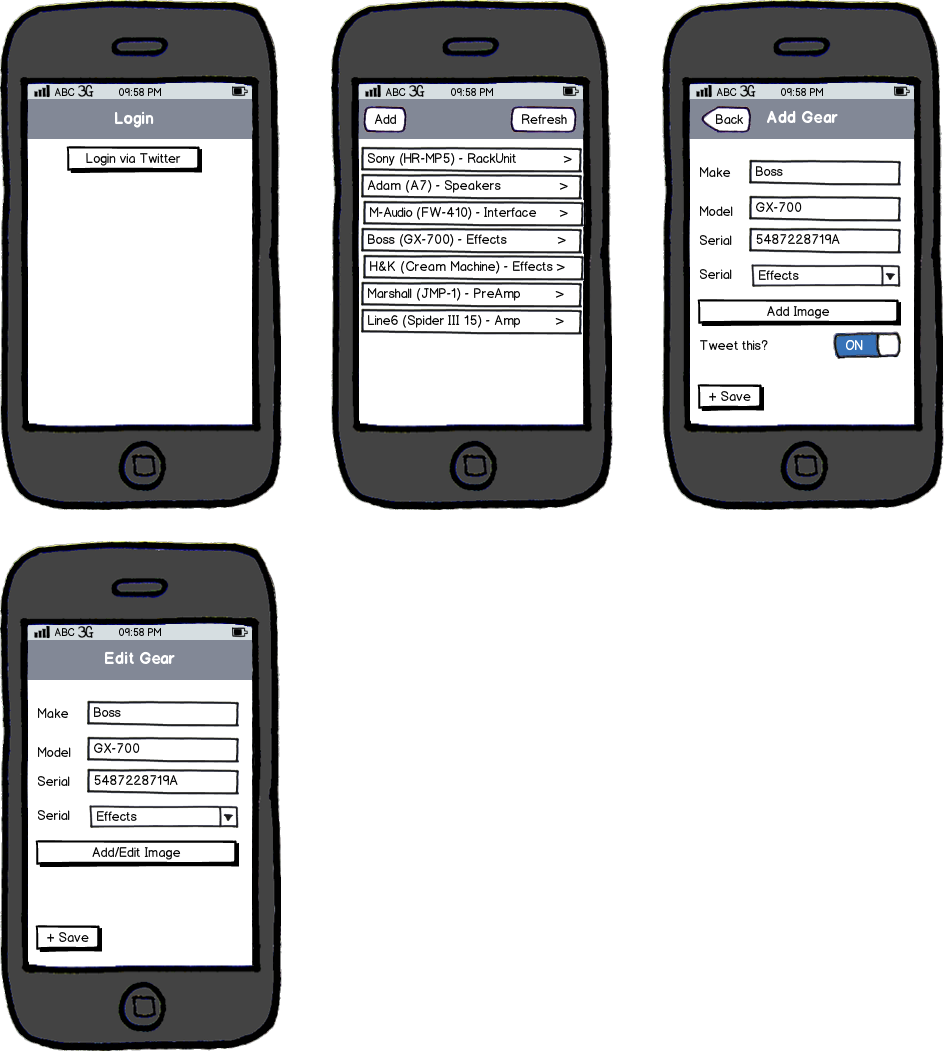 ABC 3G 09:58 PM
Login
Login via Twitter
ABC 3G 09:58 PM
Add Refresh
Sony (HR-MP5) - RackUnit >
Adam (A7) - Speakers >
M-Audio (FW-410) - Interface >
Boss (GX-700) - Effects >
H&K (Cream Machine) - Effects >
Marshall (JMP-1) - PreAmp >
Line6 (Spider III 15) - Amp >
ABC 3G 09:58 PM
Back Add Gear
Make Boss
Model GX-700
Serial 5487228719A
Serial Effects
Add Image
Tweet this? ON
+ Save
ABC 3G 09:58 PM
Edit Gear
Make Boss
Model GX-700
Serial 5487228719A
Serial Effects
Add/Edit Image
+ Save